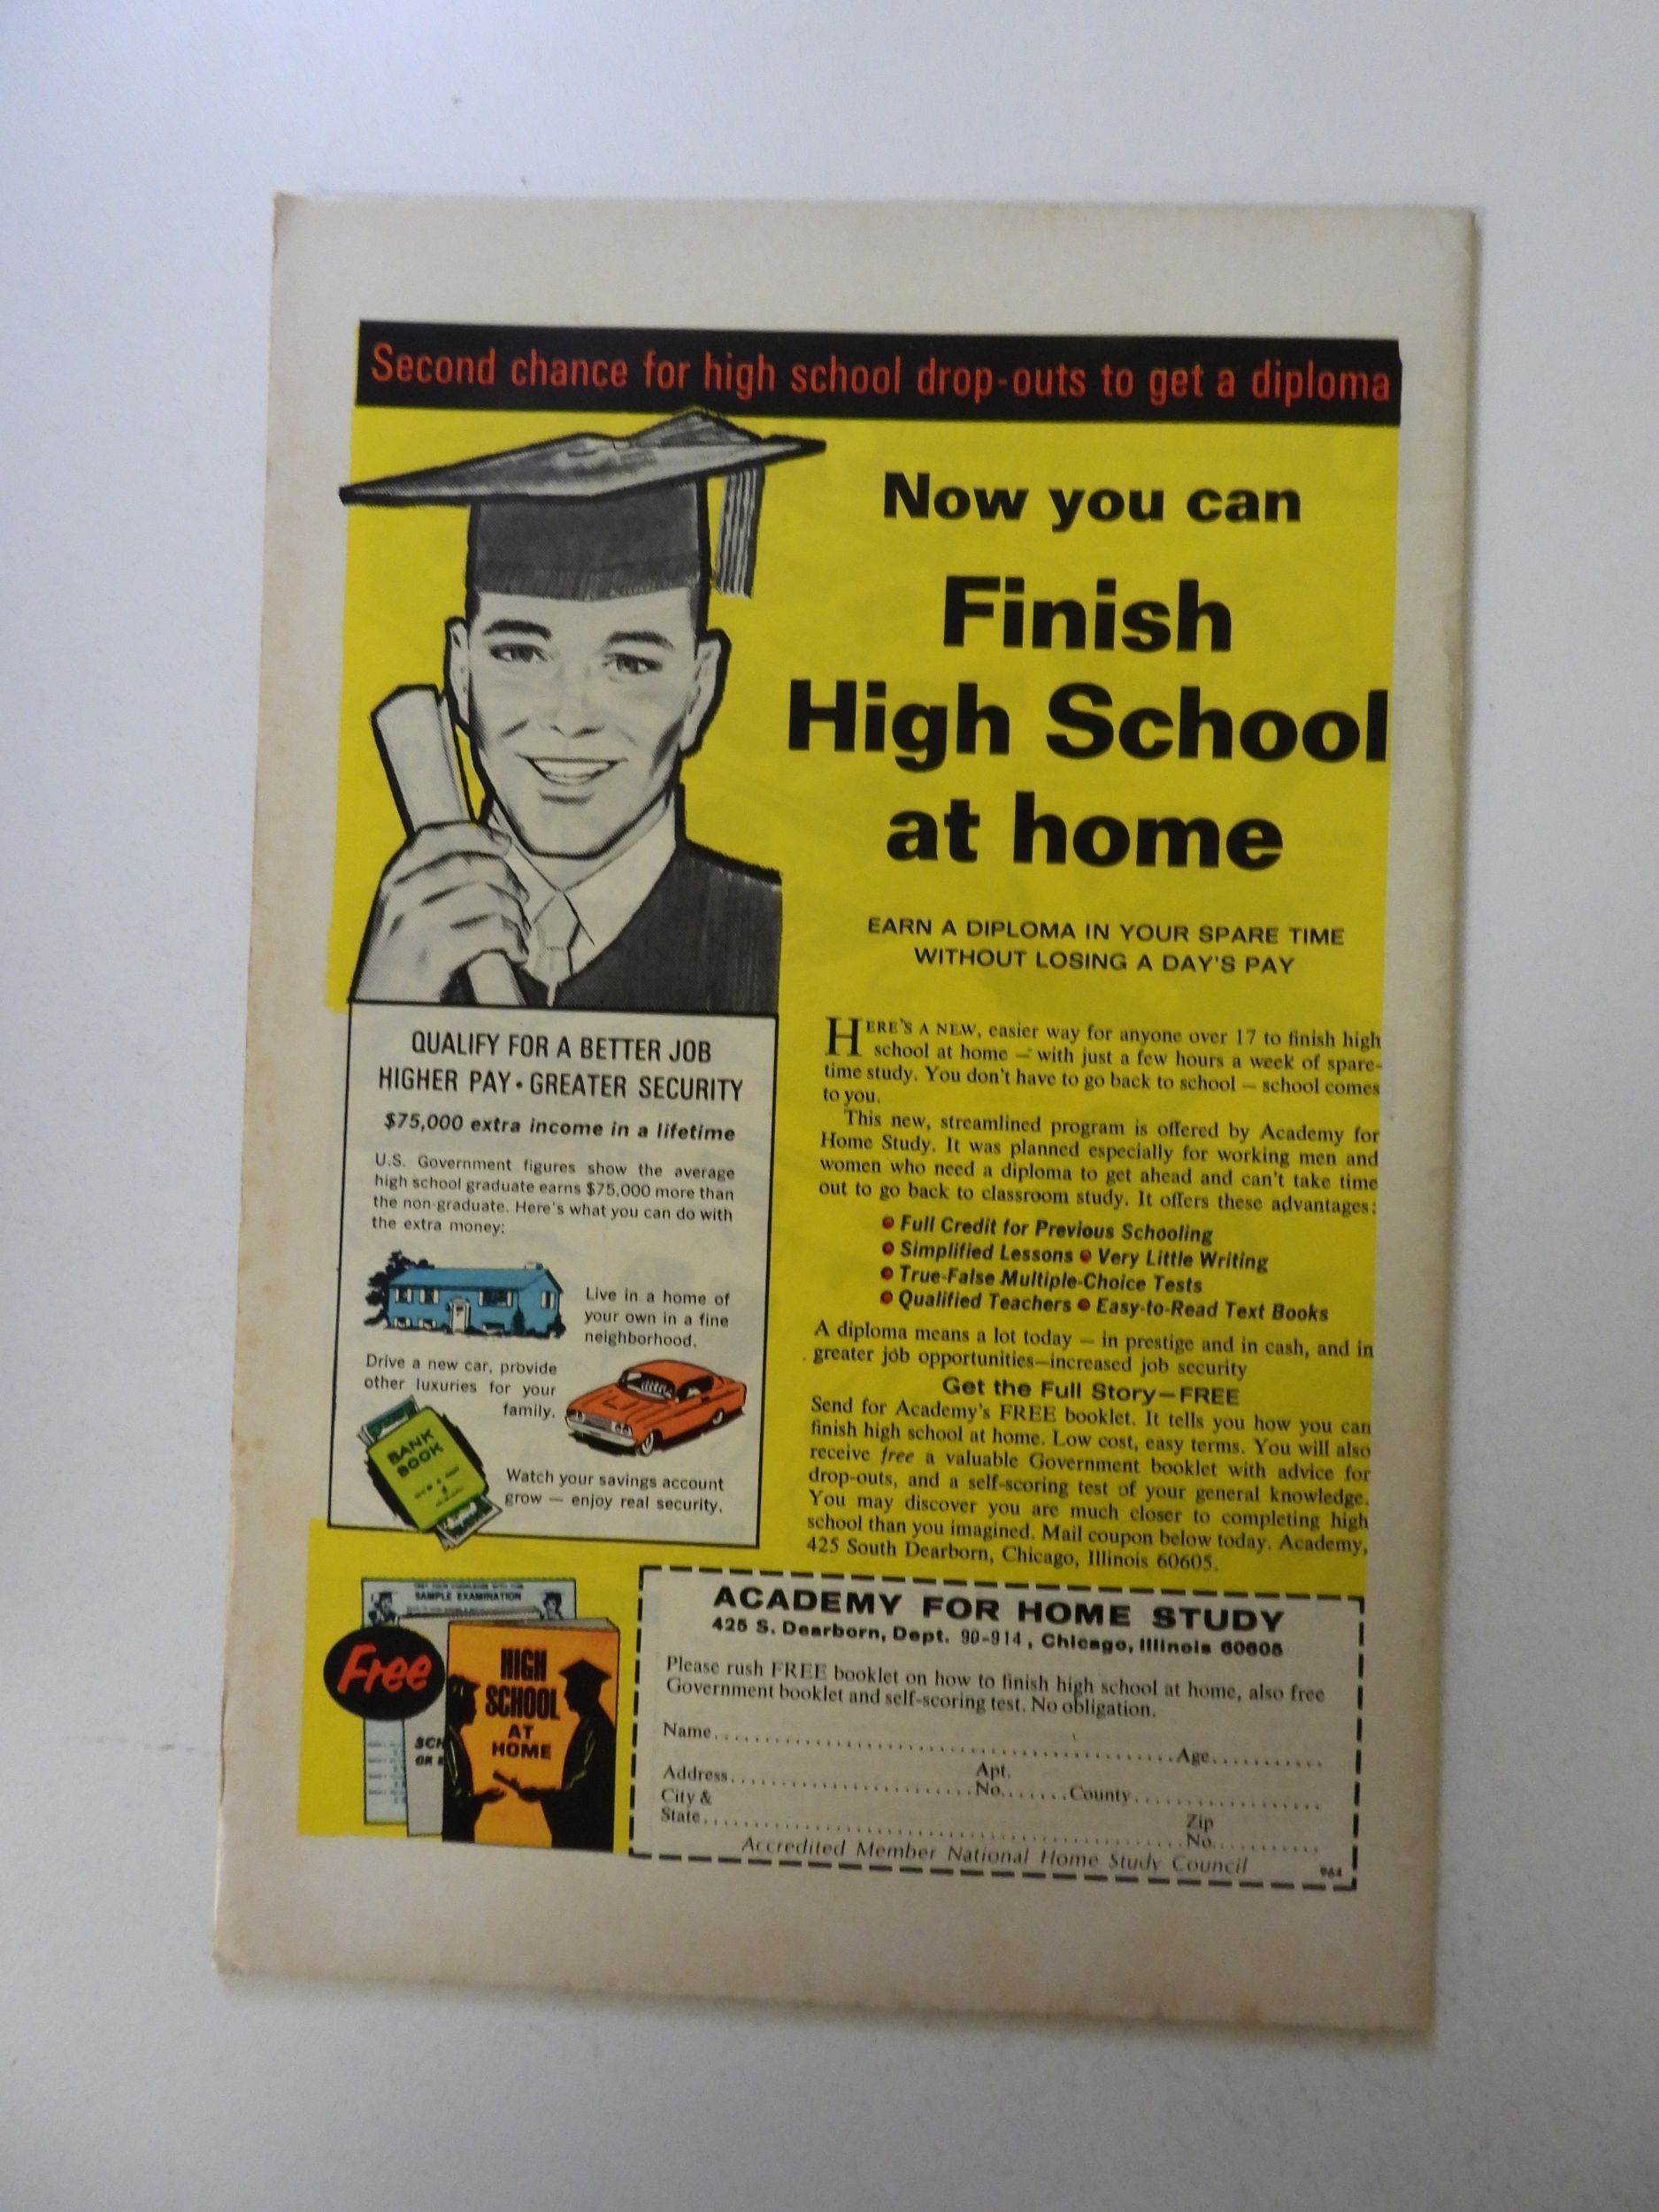 Second chance for high school drop-outs to get a diploma
Now you can
Finish
High School
at home
EARN A DIPLOMA IN YOUR SPARE TIME
WITHOUT LOSING A DAY'S PAY
QUALIFY FOR A BETTER JOB
HIGHER PAY • GREATER SECURITY
$75,000 extra income in a lifetime
U.S. Government figures show the average
high school graduate earns $75,000 more than
the non-graduate. Here's what you can do with
the extra money:
Live in a home of
your own in a fine
neighborhood.
Drive a new car, provide
other luxuries for your
family.
BANK
BOOK
Watch your savings account
grow — enjoy real security.
HERE'S A NEW, easier way for anyone over 17 to finish high
school at home — with just a few hours a week of spare-
time study. You don't have to go back to school — school comes
to you.
This new, streamlined program is offered by Academy for
Home Study. It was planned especially for working men and
women who need a diploma to get ahead and can't take time
out to go back to classroom study. It offers these advantages:
• Full Credit for Previous Schooling
• Simplified Lessons • Very Little Writing
• True-False Multiple-Choice Tests
• Qualified Teachers • Easy-to-Read Text Books
A diploma means a lot today — in prestige and in cash, and in
greater job opportunities—increased job security
Get the Full Story—FREE
Send for Academy's FREE booklet. It tells you how you can
finish high school at home. Low cost, easy terms. You will also
receive free a valuable Government booklet with advice for
drop-outs, and a self-scoring test of your general knowledge.
You may discover you are much closer to completing high
school than you imagined. Mail coupon below today. Academy,
425 South Dearborn, Chicago, Illinois 60605.
SAMPLE EXAMINATION
Free
SCH
OR
HIGH
SCHOOL
AT
HOME
ACADEMY FOR HOME STUDY
425 S. Dearborn, Dept. 90-914, Chicago, Illinois 60605
Please rush FREE booklet on how to finish high school at home, also free
Government booklet and self-scoring test. No obligation.
Name..........Age..........
Address..........Apt. No.......County..........
City &
State..........Zip No..........
Accredited Member National Home Study Council
964